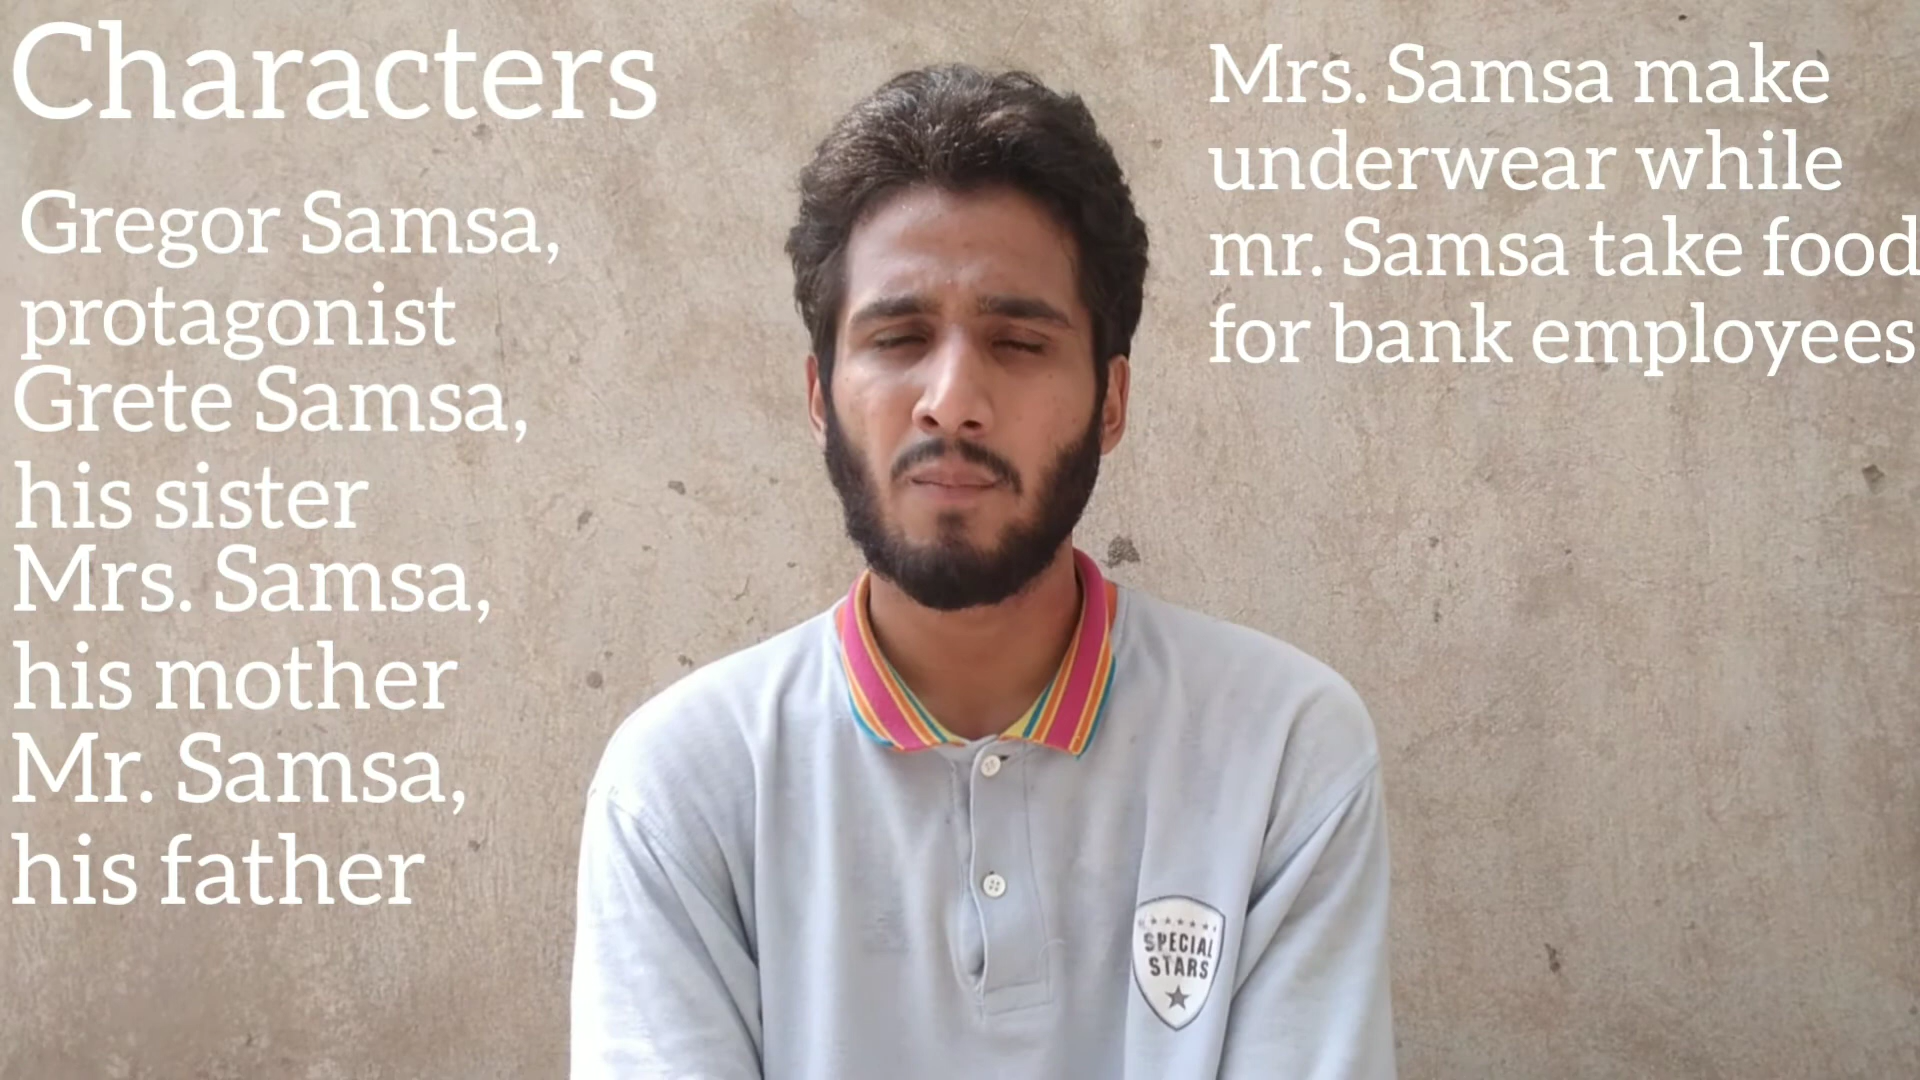 Characters
Gregor Samsa,
protagonist
Grete Samsa,
his sister
Mrs. Samsa,
his mother
Mr. Samsa,
his father
Mrs. Samsa make
underwear while
mr. Samsa take food
for bank employees
SPECIAL
STARS